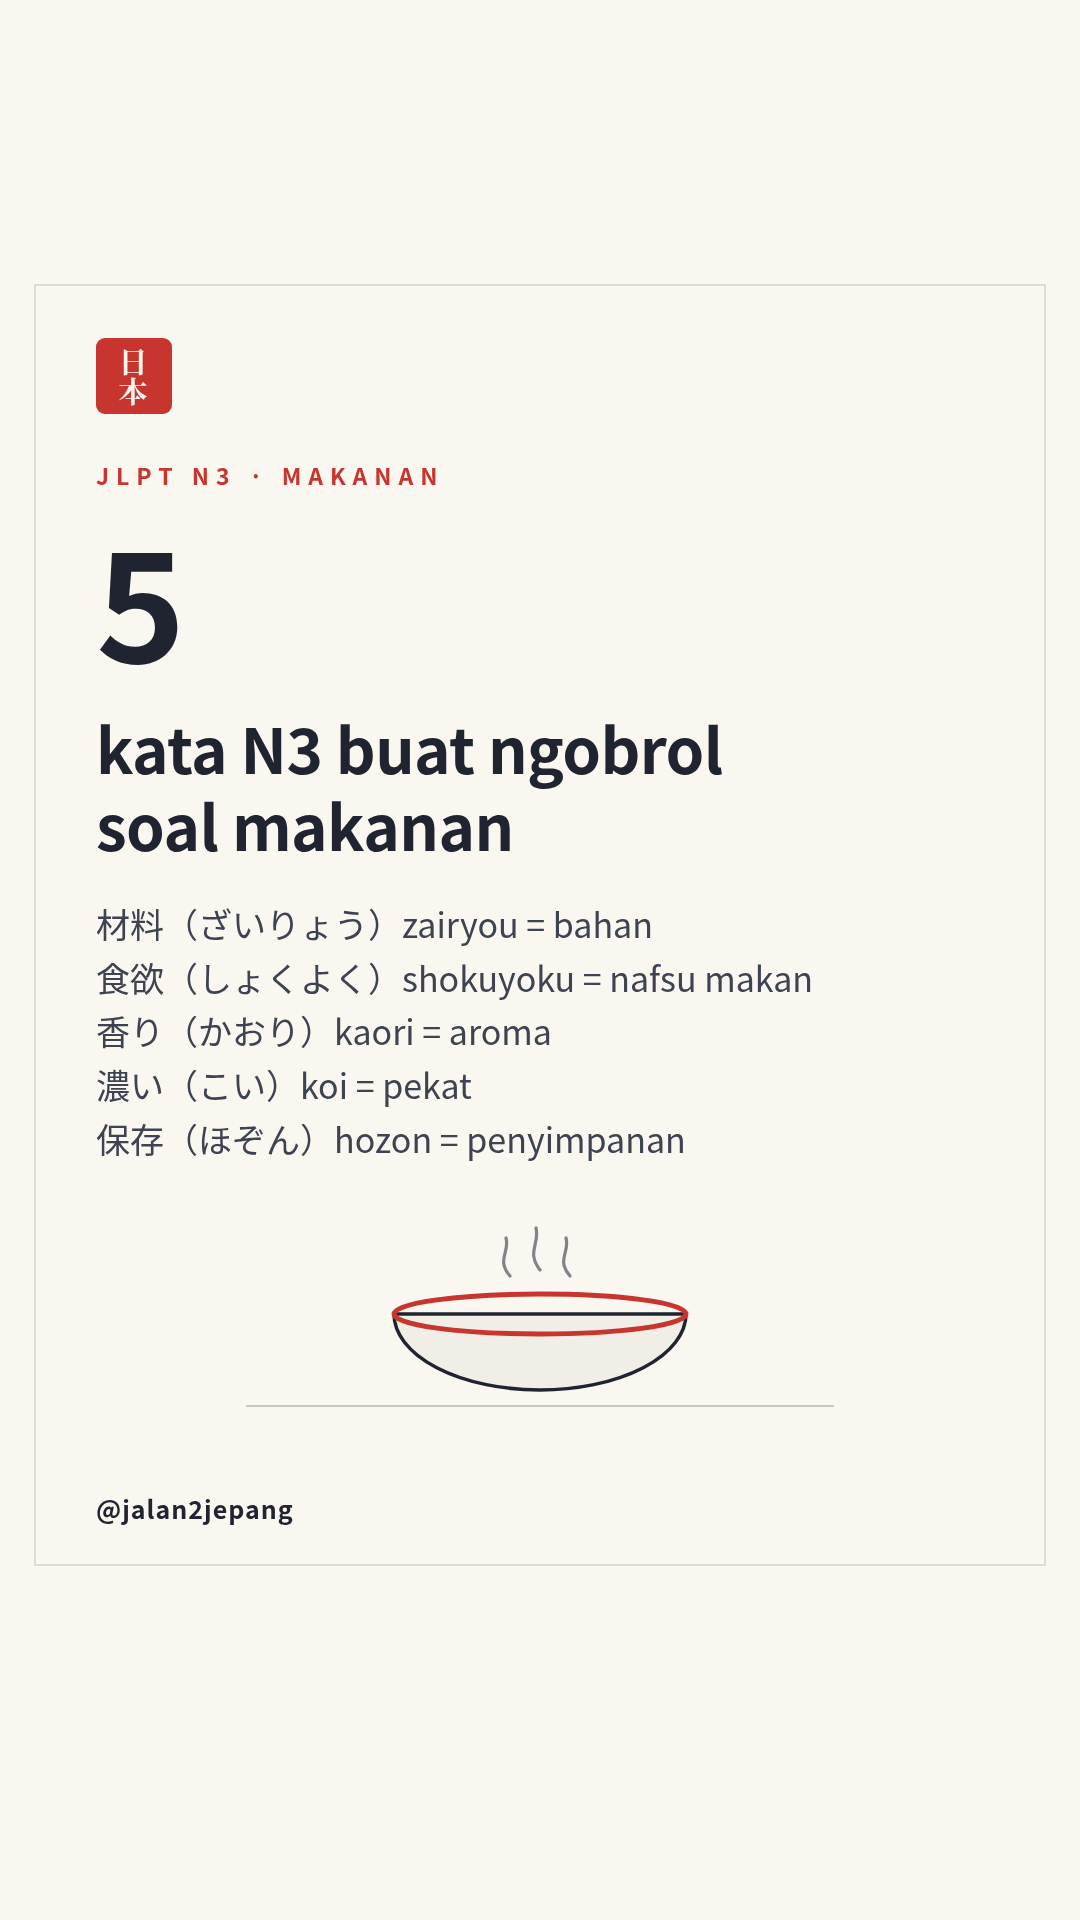 日本
JLPT N3 · MAKANAN
5
kata N3 buat ngobrol
soal makanan
材料（ざいりょう）zairyou = bahan
食欲（しょくよく）shokuyoku = nafsu makan
香り（かおり）kaori = aroma
濃い（こい）koi = pekat
保存（ほぞん）hozon = penyimpanan
@jalan2jepang